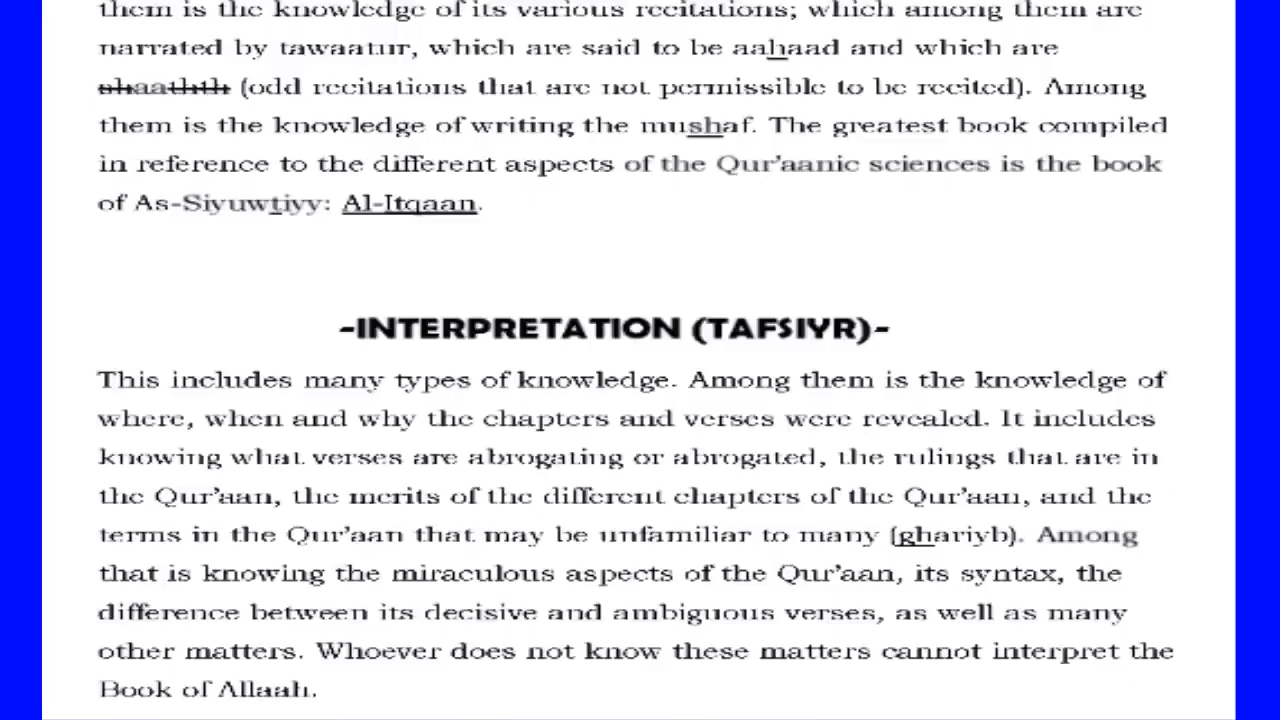 them is the knowledge of its various recitations; which among them are
narrated by tawaatur, which are said to be aahaad and which are
shaathth (odd recitations that are not permissible to be recited). Among
them is the knowledge of writing the mushaf. The greatest book compiled
in reference to the different aspects of the Qur'aanic sciences is the book
of As-Siyuwtiyy: Al-Itqaan.
-INTERPRETATION (TAFSIYR)-
This includes many types of knowledge. Among them is the knowledge of
where, when and why the chapters and verses were revealed. It includes
knowing what verses are abrogating or abrogated, the rulings that are in
the Qur'aan, the merits of the different chapters of the Qur'aan, and the
terms in the Qur'aan that may be unfamiliar to many (ghariyb). Among
that is knowing the miraculous aspects of the Qur'aan, its syntax, the
difference between its decisive and ambiguous verses, as well as many
other matters. Whoever does not know these matters cannot interpret the
Book of Allaah.